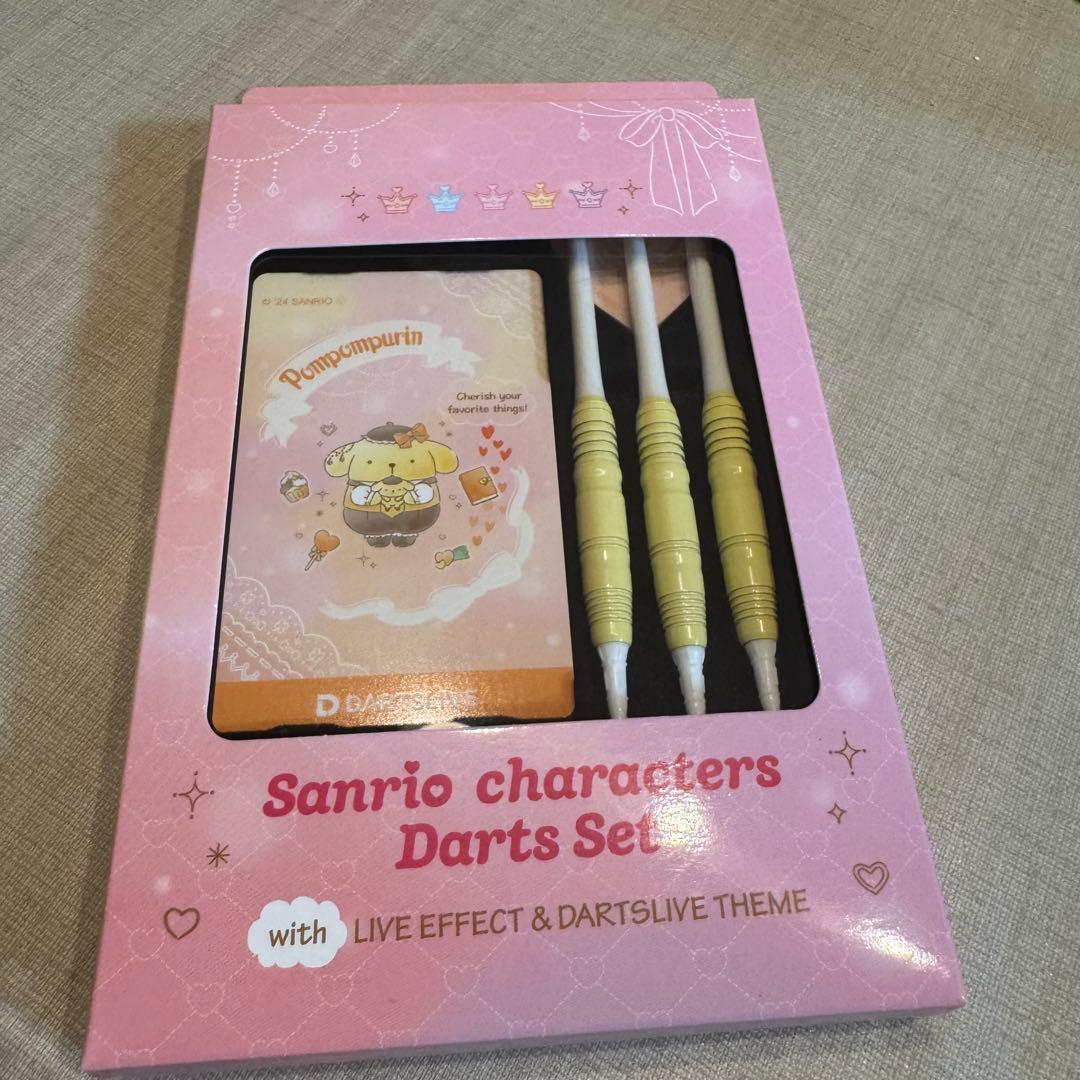 © '24 SANRIO
Pompompurin
Cherish your
favorite things!
DARTSLIVE
Sanrio characters
Darts Set
with LIVE EFFECT & DARTSLIVE THEME